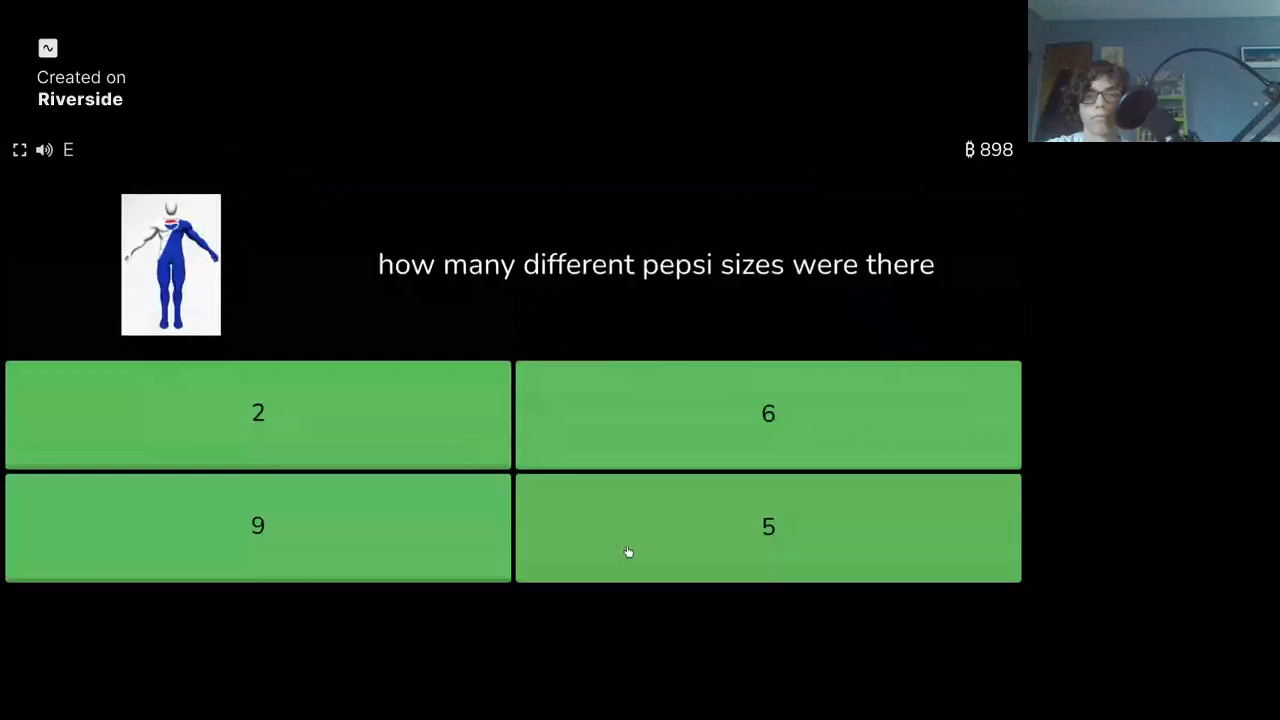 Created on
Riverside
E
฿ 898
how many different pepsi sizes were there
2
6
9
5